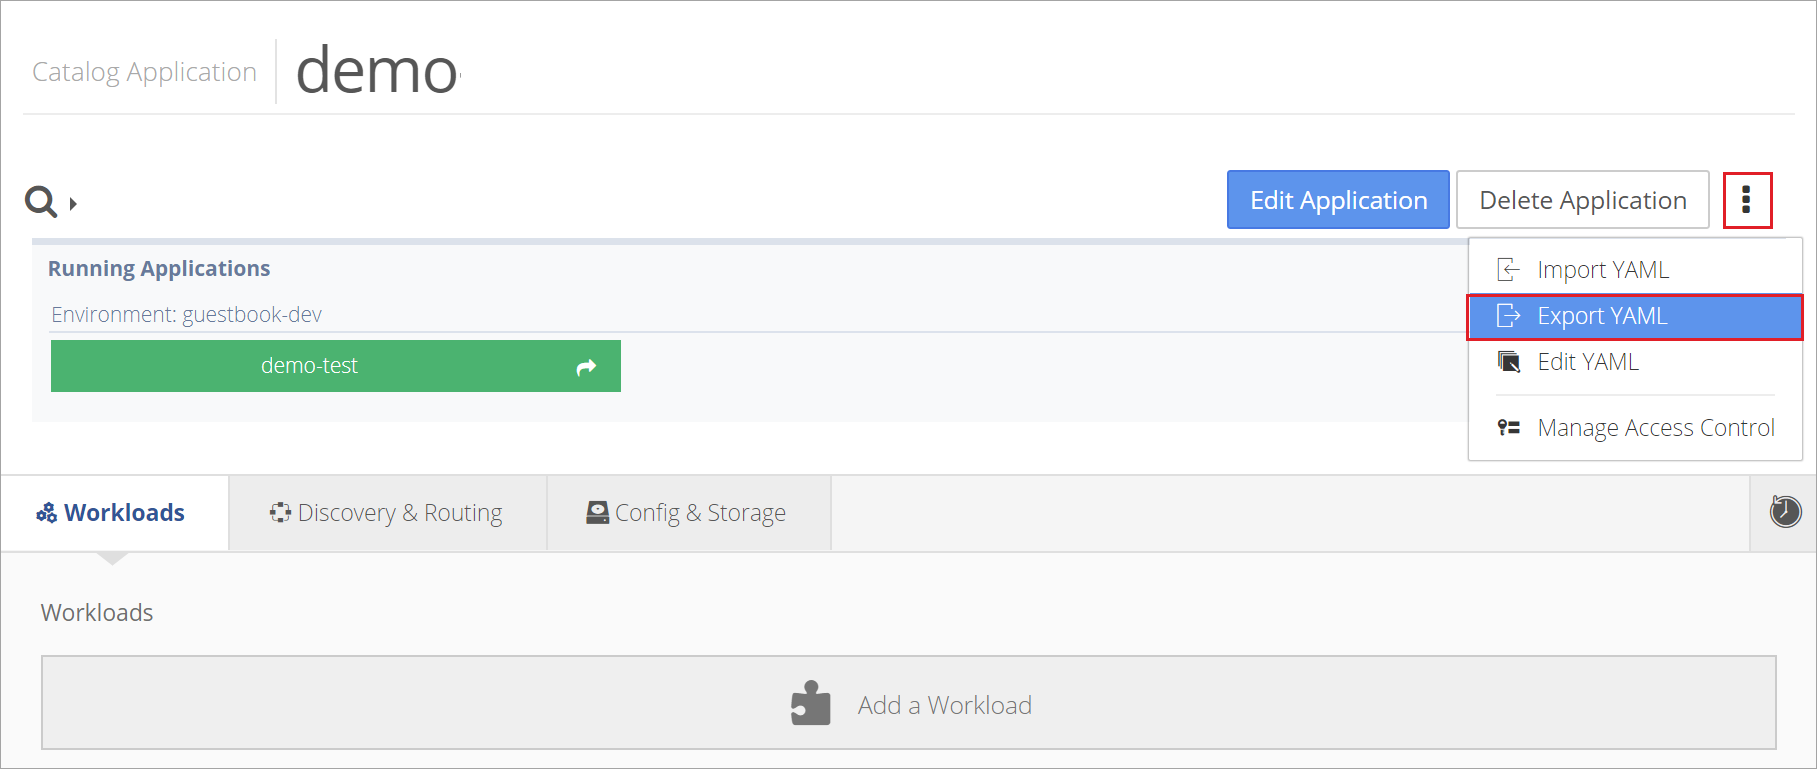 Catalog Application
demo
Edit Application
Delete Application
Running Applications
Import YAML
Environment: guestbook-dev
Export YAML
demo-test
Edit YAML
Manage Access Control
Workloads
Discovery & Routing
Config & Storage
Workloads
Add a Workload